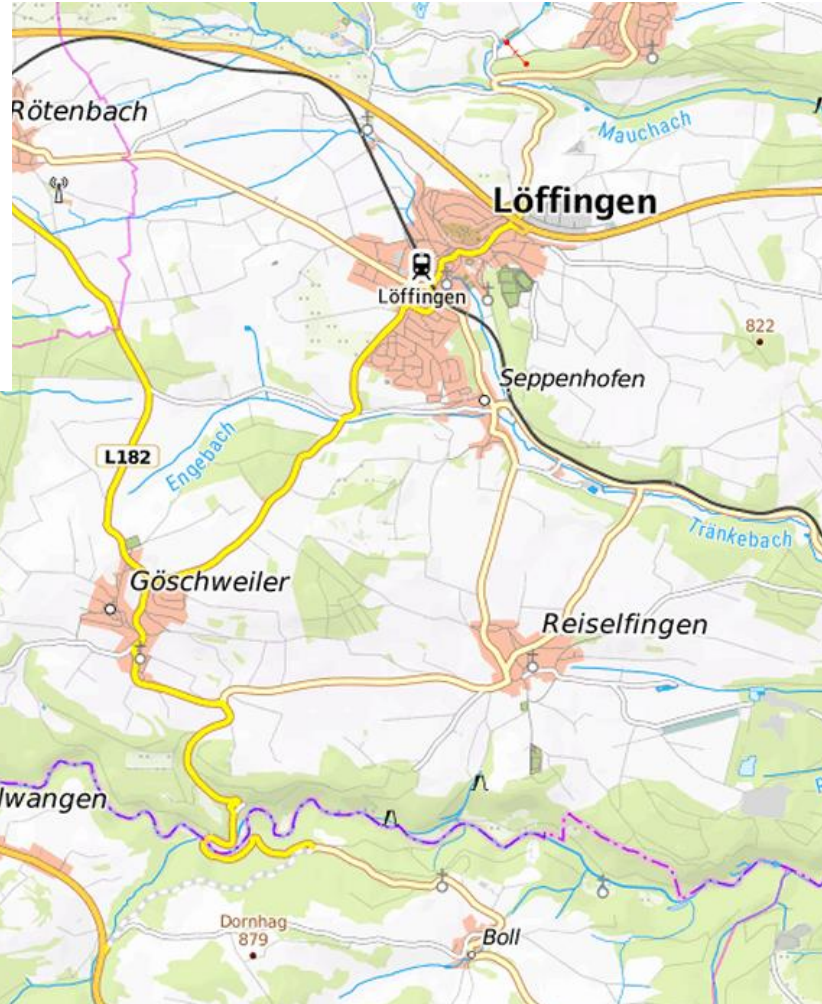 Rötenbach
Mauchach
Löffingen
Löffingen
822
Seppenhofen
L182
Engebach
Tränkebach
Göschweiler
Reiselfingen
lwangen
Dornhag
879
Boll